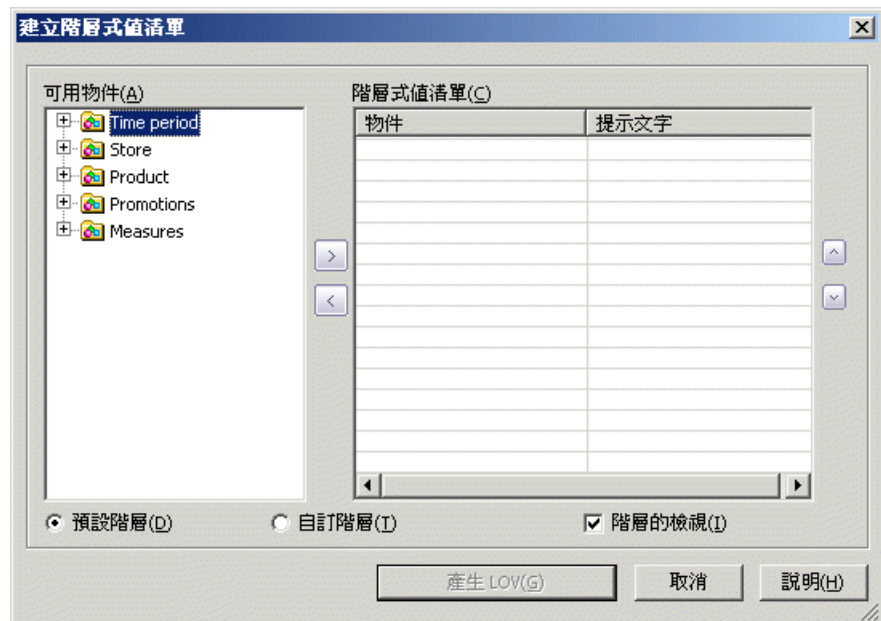 建立階層式值清單
可用物件(A)
階層式值清單(C)
Time period
Store
Product
Promotions
Measures
物件
提示文字
預設階層(D)
自訂階層(T)
階層的檢視(I)
產生 LOV(G)
取消
說明(H)